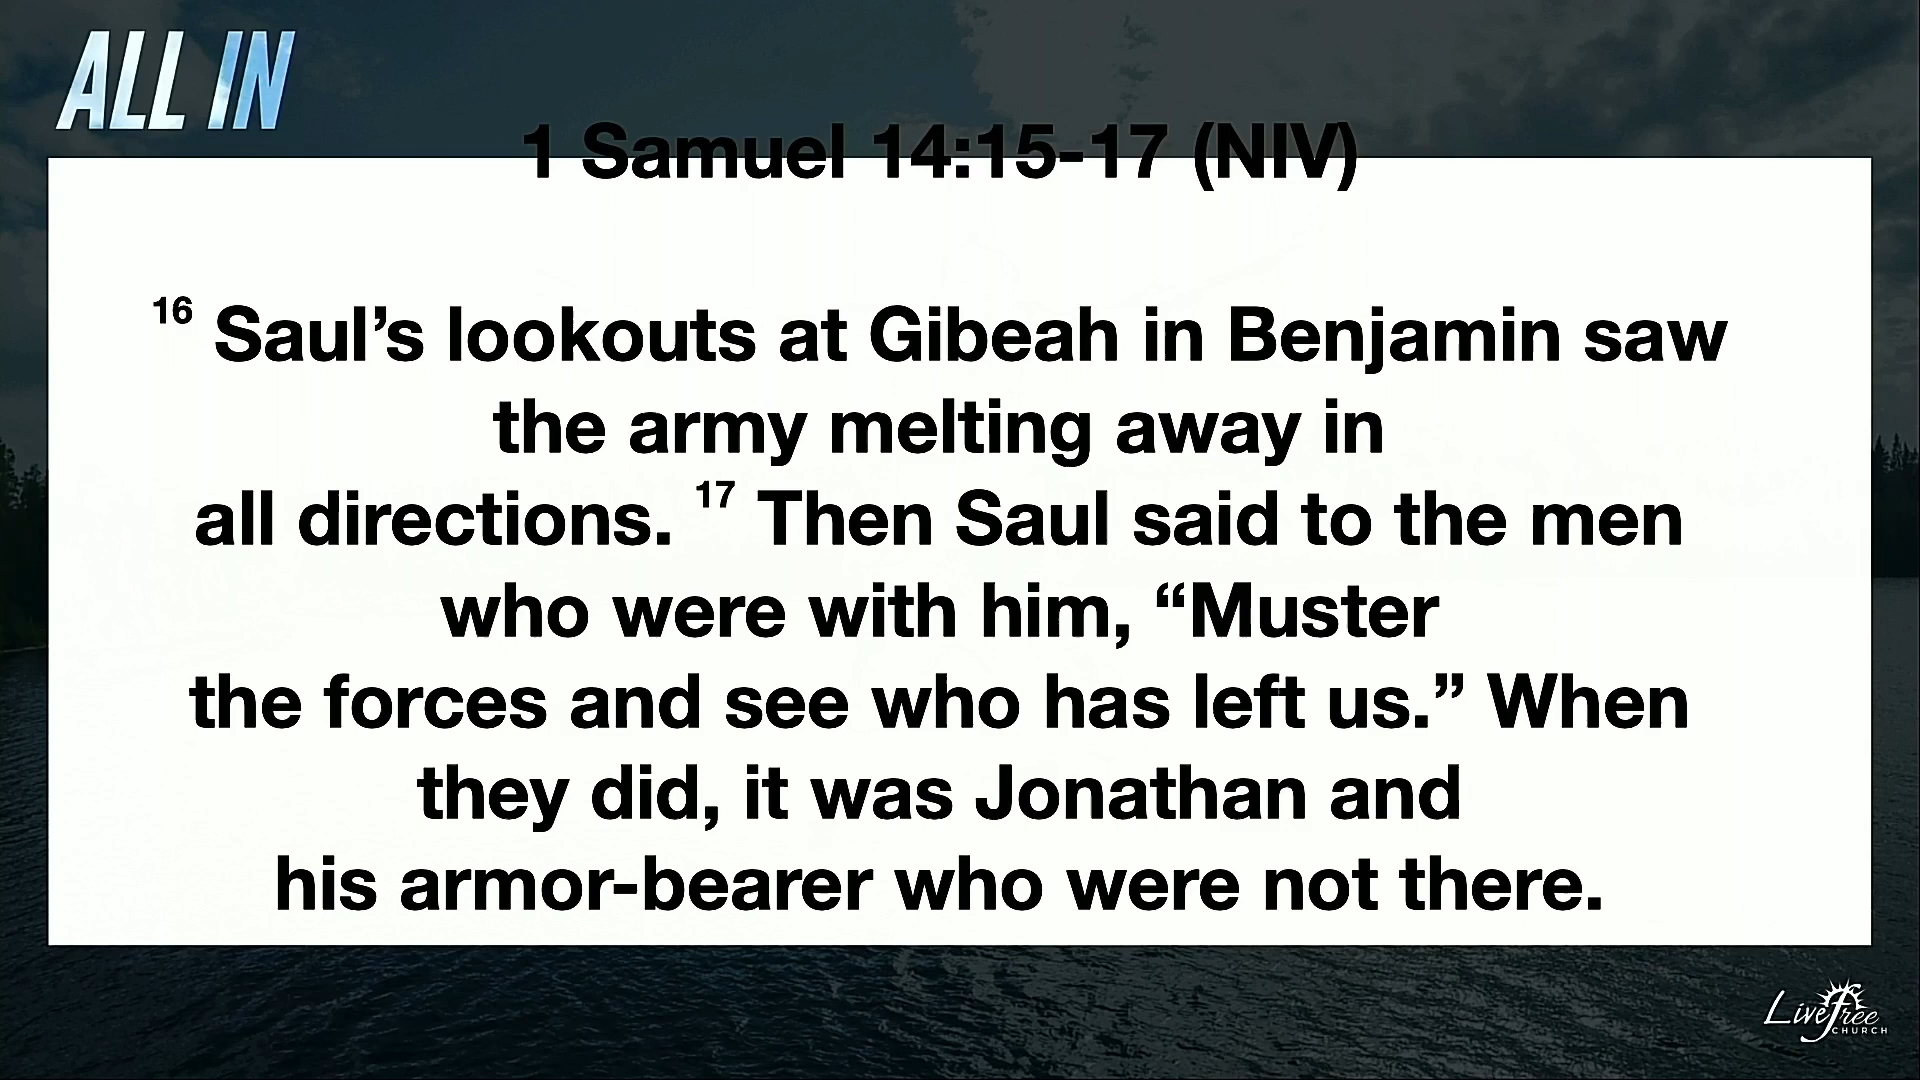 ALL IN
1 Samuel 14:15-17 (NIV)
16 Saul’s lookouts at Gibeah in Benjamin saw
the army melting away in
all directions. 17 Then Saul said to the men
who were with him, “Muster
the forces and see who has left us.” When
they did, it was Jonathan and
his armor-bearer who were not there.
LiveFree
CHURCH